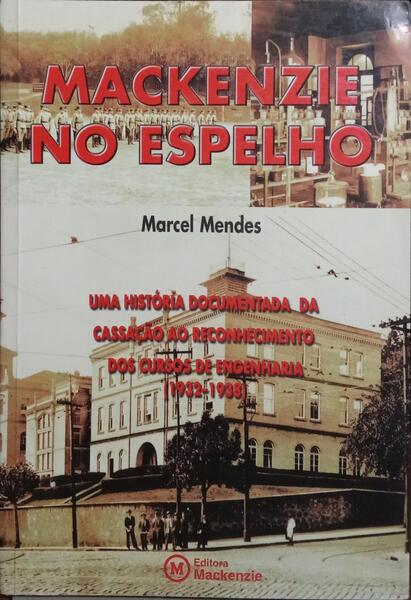 MACKENZIE
NO ESPELHO
Marcel Mendes
UMA HISTÓRIA DOCUMENTADA DA
CASSAÇÃO AO RECONHECIMENTO
DOS CURSOS DE ENGENHARIA
(1932-1938)
M
Editora
Mackenzie